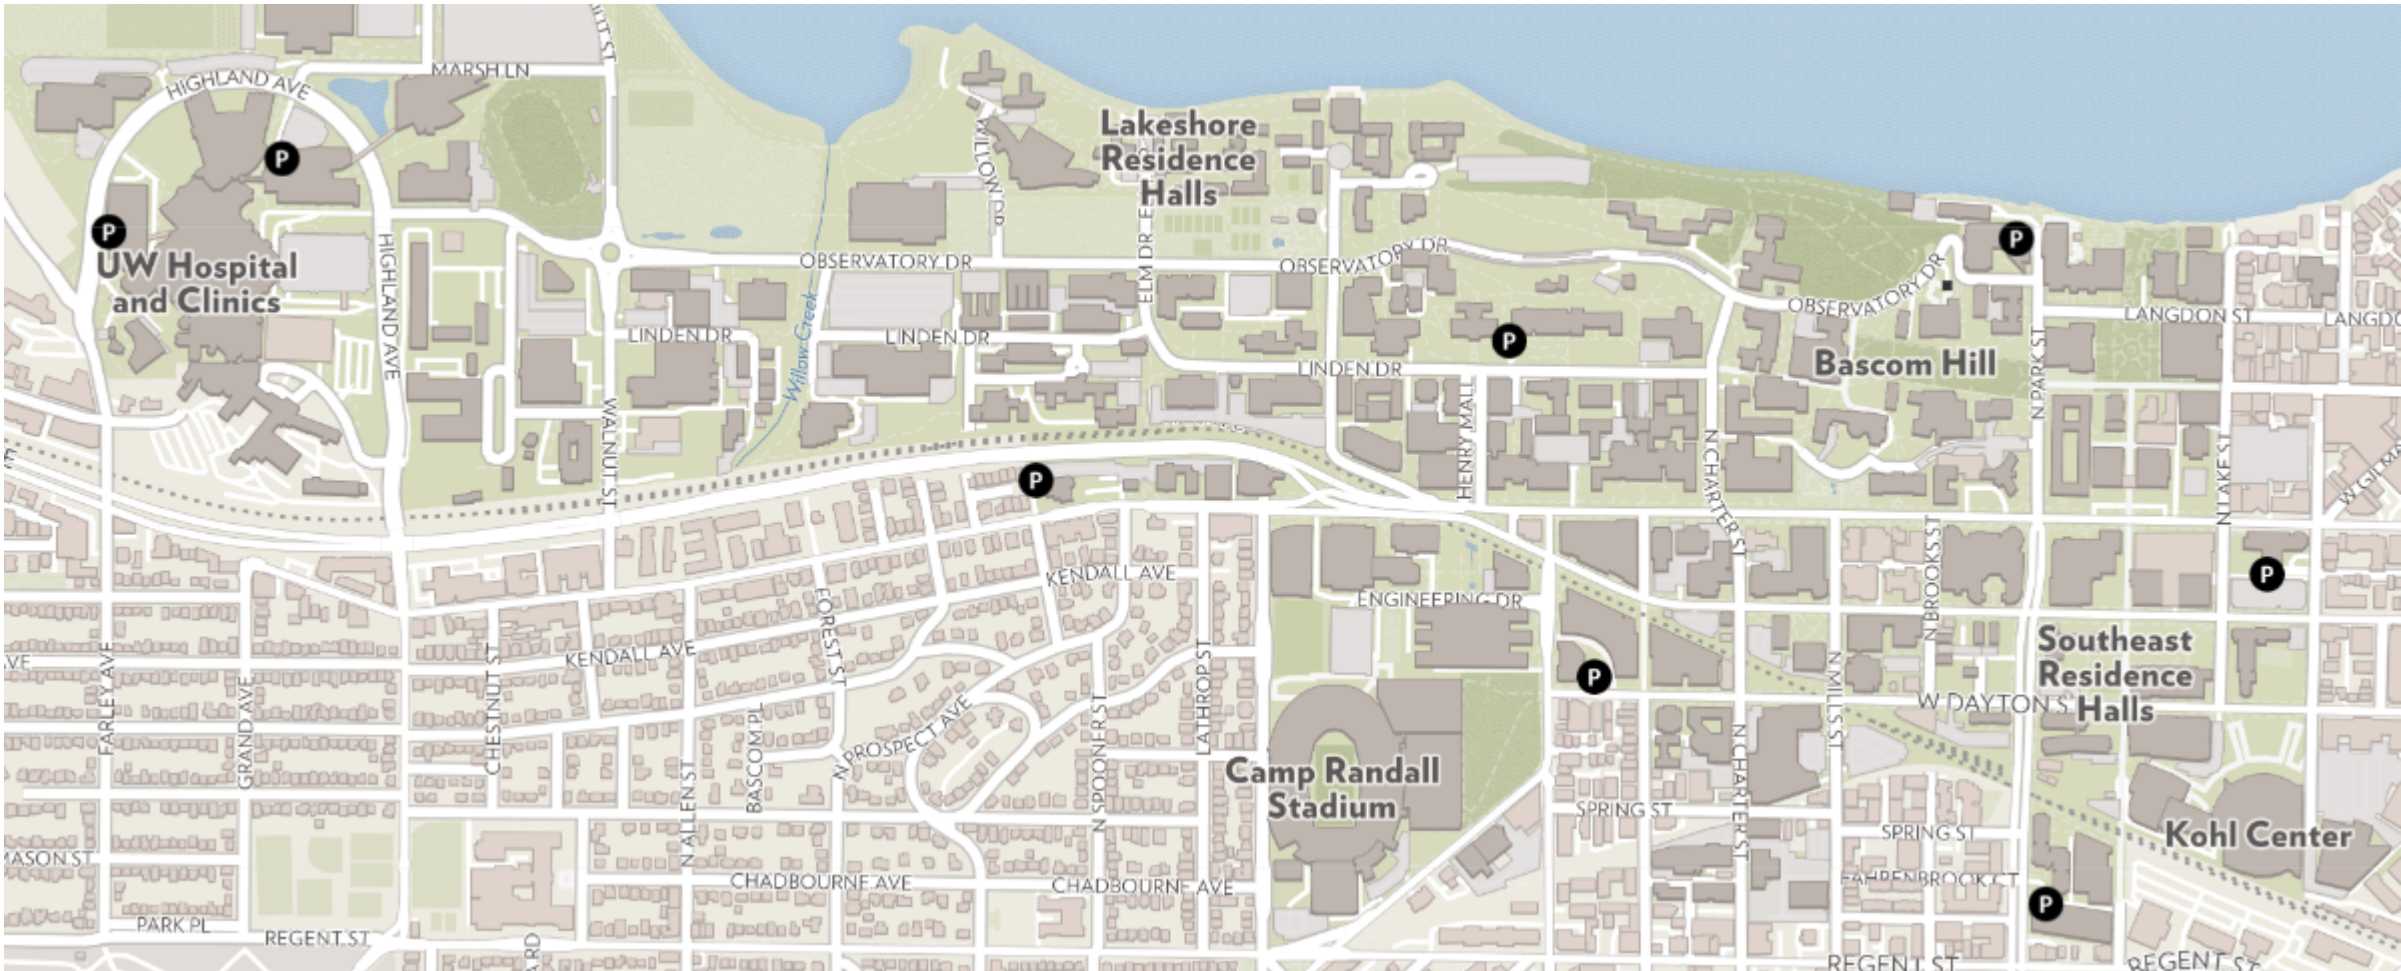 MARSH LN
HIGHLAND AVE
P
Lakeshore
Residence
Halls
WILLOW DR
P
UW Hospital
and Clinics
HIGHLAND AVE
OBSERVATORY DR
ELM DR
OBSERVATORY DR
OBSERVATORY DR
P
Willow Creek
LINDEN DR
LINDEN DR
LINDEN DR
P
Bascom Hill
LANGDON ST
N PARK ST
WALNUT ST
HENRY MALL
N CHARTER ST
N LAKE ST
P
KENDALL AVE
ENGINEERING DR
N BROOKS ST
P
FARLEY AVE
GRAND AVE
CHESTNUT ST
KENDALL AVE
FOREST ST
LATHROP ST
P
N MILLS ST
Southeast
Residence
Halls
W DAYTON S
N ALLEN ST
BASCOM PL
N PROSPECT AVE
N SPOONER ST
Camp Randall
Stadium
SPRING ST
N CHARTER ST
SPRING ST
Kohl Center
MASON ST
CHADBOURNE AVE
CHADBOURNE AVE
FAHRENBROOK CT
P
PARK PL
REGENT ST
REGENT ST
REGENT ST